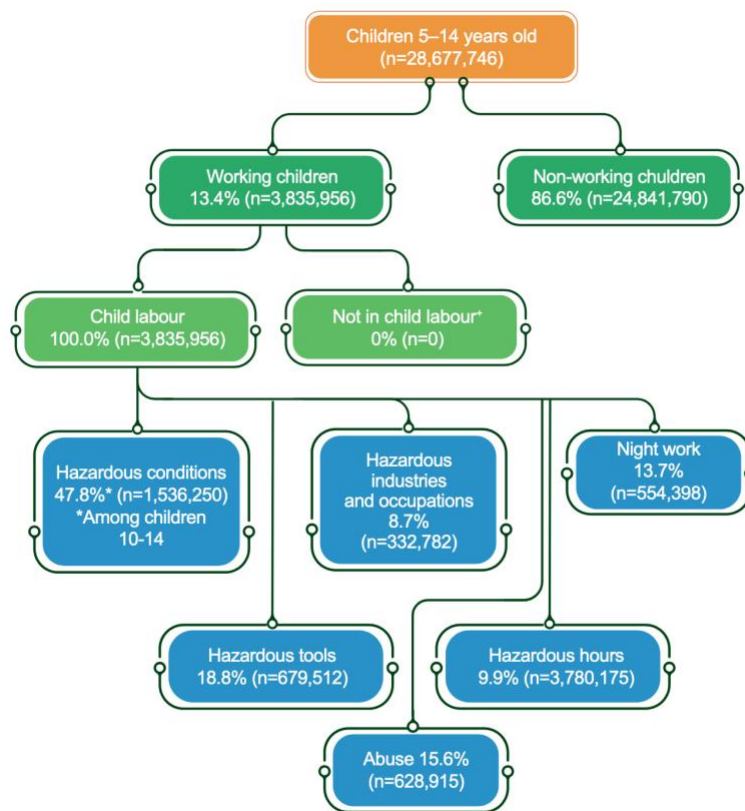 Children 5–14 years old
(n=28,677,746)
Working children
13.4% (n=3,835,956)
Non-working chuldren
86.6% (n=24,841,790)
Child labour
100.0% (n=3,835,956)
Not in child labour⁺
0% (n=0)
Hazardous conditions
47.8%* (n=1,536,250)
*Among children
10-14
Hazardous
industries
and occupations
8.7%
(n=332,782)
Night work
13.7%
(n=554,398)
Hazardous tools
18.8% (n=679,512)
Hazardous hours
9.9% (n=3,780,175)
Abuse 15.6%
(n=628,915)